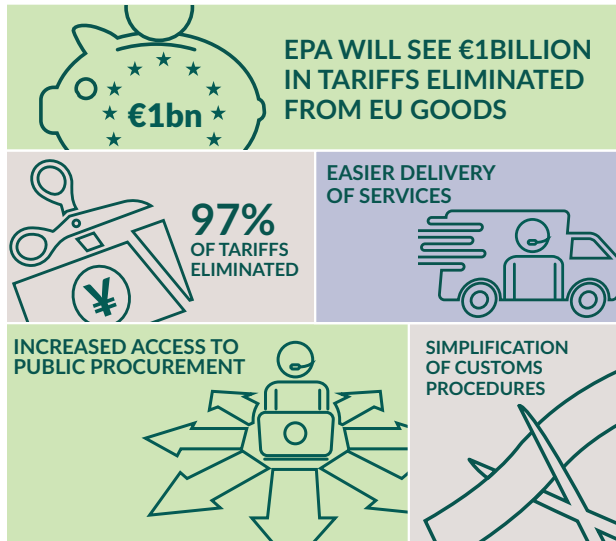 €1bn
EPA WILL SEE €1BILLION
IN TARIFFS ELIMINATED
FROM EU GOODS
97%
OF TARIFFS
ELIMINATED
¥
EASIER DELIVERY
OF SERVICES
INCREASED ACCESS TO
PUBLIC PROCUREMENT
SIMPLIFICATION
OF CUSTOMS
PROCEDURES